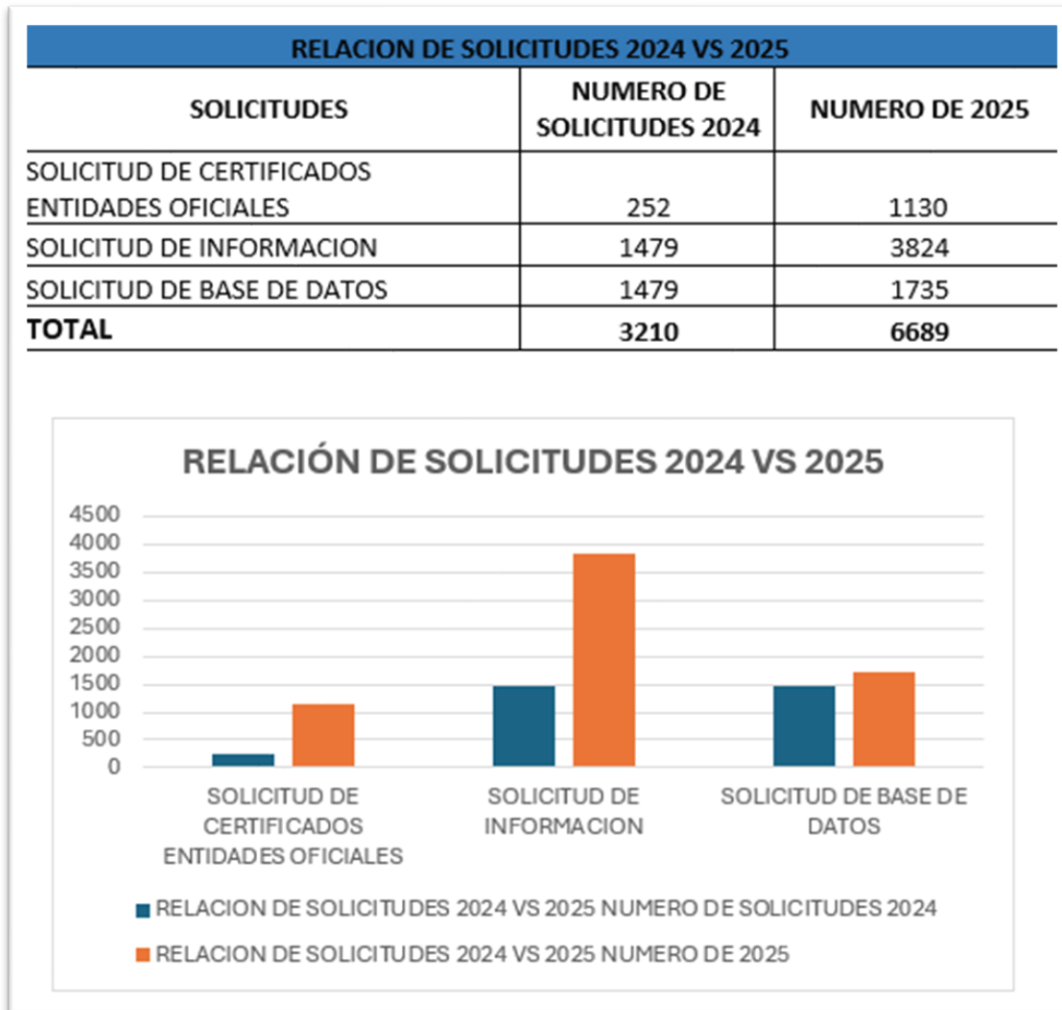 RELACION DE SOLICITUDES 2024 VS 2025
SOLICITUDES
NUMERO DE
SOLICITUDES 2024
NUMERO DE 2025
SOLICITUD DE CERTIFICADOS
ENTIDADES OFICIALES 252 1130
SOLICITUD DE INFORMACION 1479 3824
SOLICITUD DE BASE DE DATOS 1479 1735
TOTAL 3210 6689
RELACIÓN DE SOLICITUDES 2024 VS 2025
4500
4000
3500
3000
2500
2000
1500
1000
500
0
SOLICITUD DE
CERTIFICADOS
ENTIDADES OFICIALES
SOLICITUD DE
INFORMACION
SOLICITUD DE BASE DE
DATOS
RELACION DE SOLICITUDES 2024 VS 2025 NUMERO DE SOLICITUDES 2024
RELACION DE SOLICITUDES 2024 VS 2025 NUMERO DE 2025